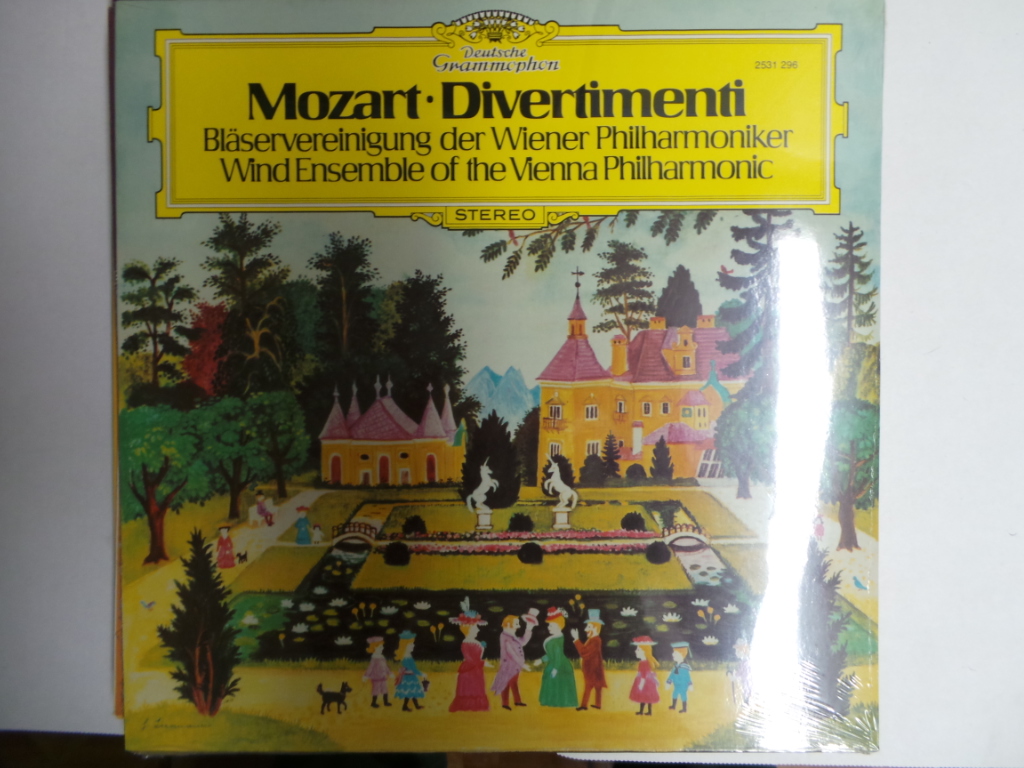 Deutsche
Grammophon
2531 296
Mozart · Divertimenti
Bläservereinigung der Wiener Philharmoniker
Wind Ensemble of the Vienna Philharmonic
STEREO